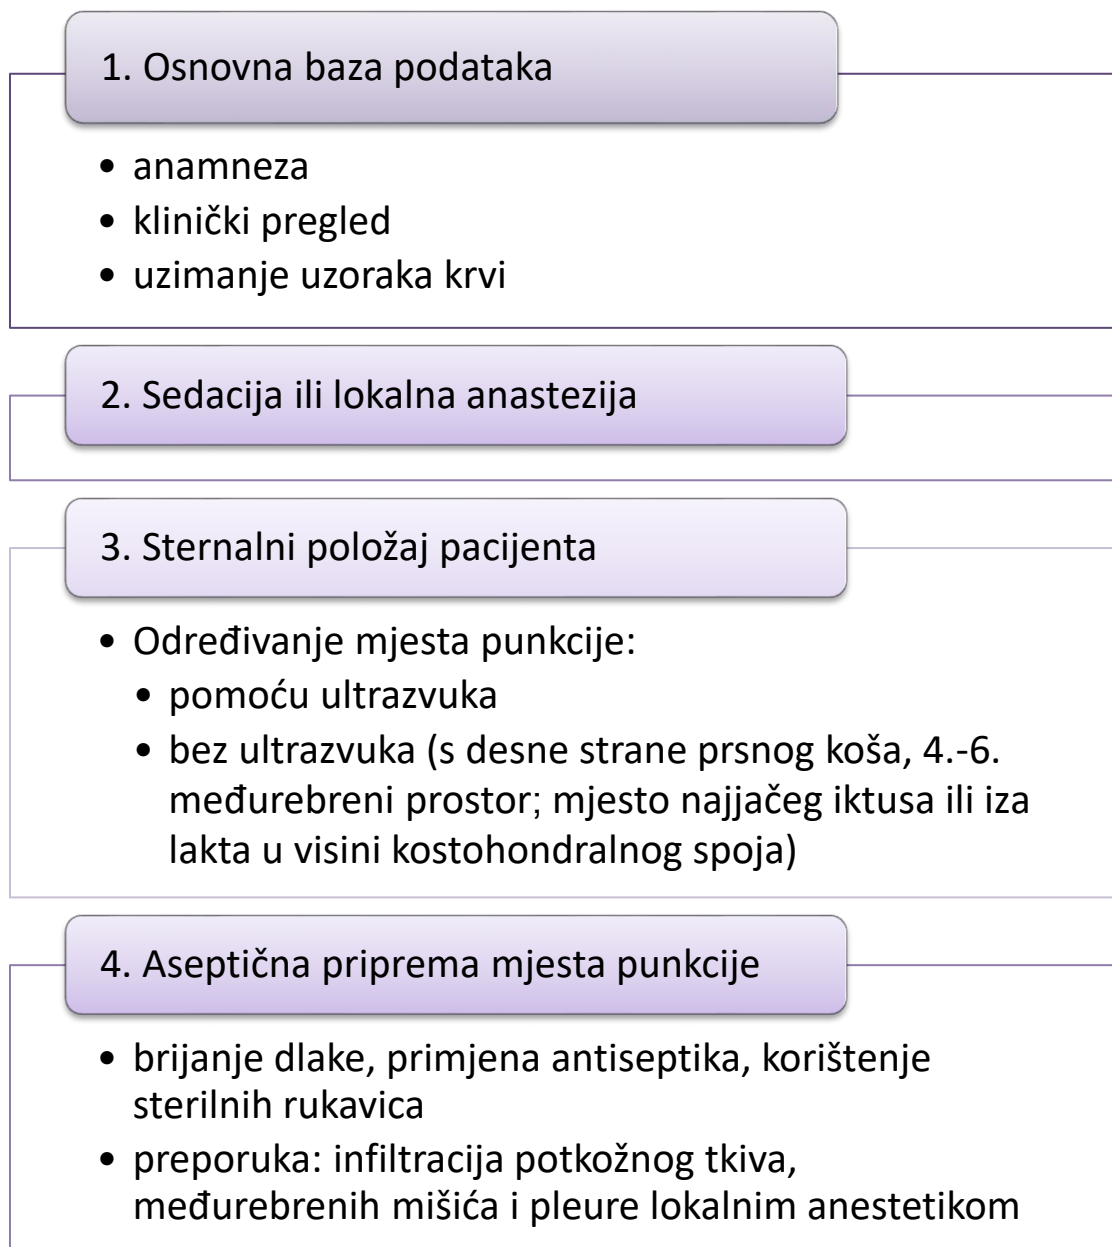 1. Osnovna baza podataka
• anamneza
• klinički pregled
• uzimanje uzoraka krvi
2. Sedacija ili lokalna anastezija
3. Sternalni položaj pacijenta
• Određivanje mjesta punkcije:
• pomoću ultrazvuka
• bez ultrazvuka (s desne strane prsnog koša, 4.-6.
međurebreni prostor; mjesto najjačeg iktusa ili iza
lakta u visini kostohondralnog spoja)
4. Aseptična priprema mjesta punkcije
• brijanje dlake, primjena antiseptika, korištenje
sterilnih rukavica
• preporuka: infiltracija potkožnog tkiva,
međurebrenih mišića i pleure lokalnim anestetikom